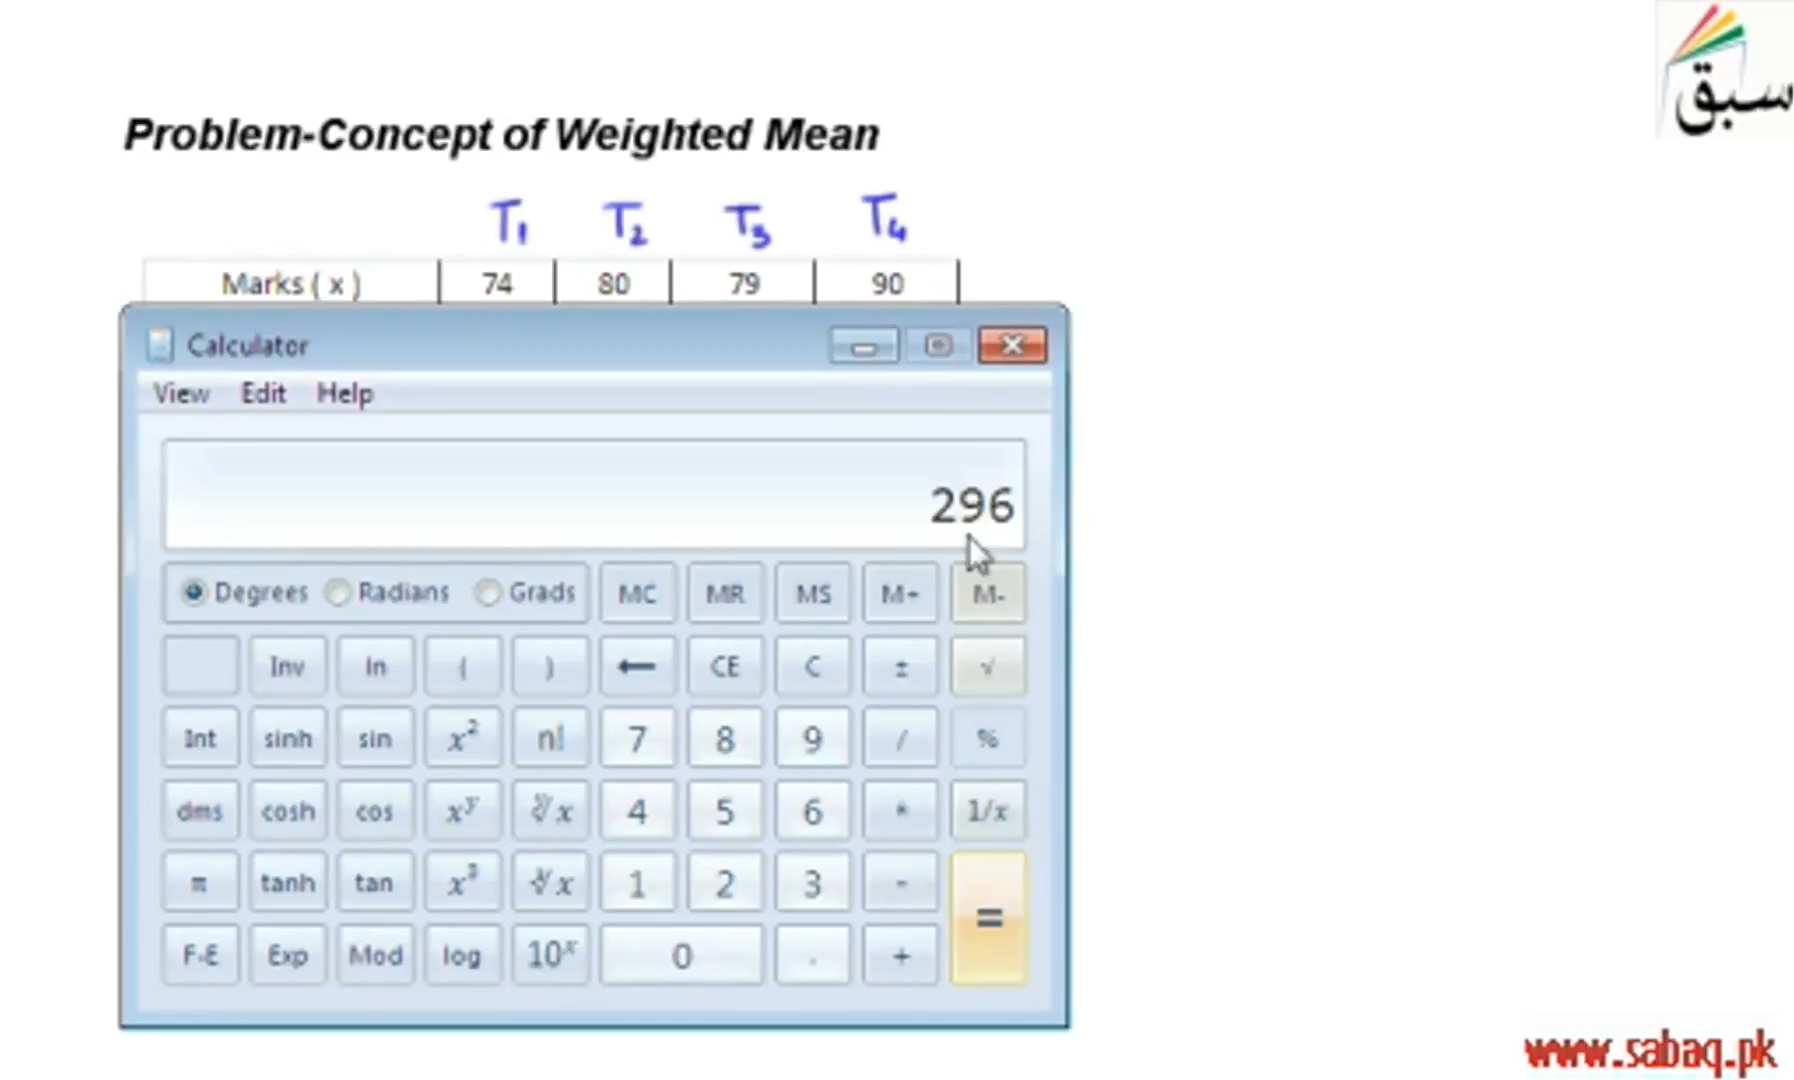 سبق
Problem-Concept of Weighted Mean
T1 T2 T3 T4
Marks ( x ) 74 80 79 90
Calculator
View Edit Help
296
Degrees Radians Grads MC MR MS M+ M-
Inv ln ( ) ← CE C ± √
Int sinh sin x² n! 7 8 9 / %
dms cosh cos xʸ ʸ√x 4 5 6 * 1/x
π tanh tan x³ ³√x 1 2 3 - =
F-E Exp Mod log 10ˣ 0 . +
www.sabaq.pk